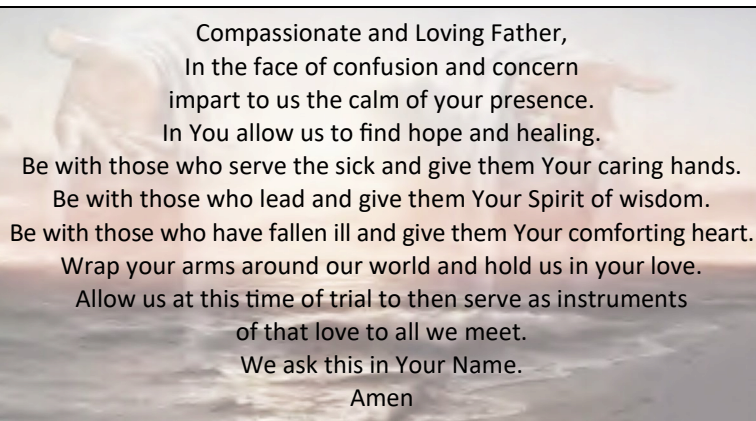 Compassionate and Loving Father,
In the face of confusion and concern
impart to us the calm of your presence.
In You allow us to find hope and healing.
Be with those who serve the sick and give them Your caring hands.
Be with those who lead and give them Your Spirit of wisdom.
Be with those who have fallen ill and give them Your comforting heart.
Wrap your arms around our world and hold us in your love.
Allow us at this time of trial to then serve as instruments
of that love to all we meet.
We ask this in Your Name.
Amen